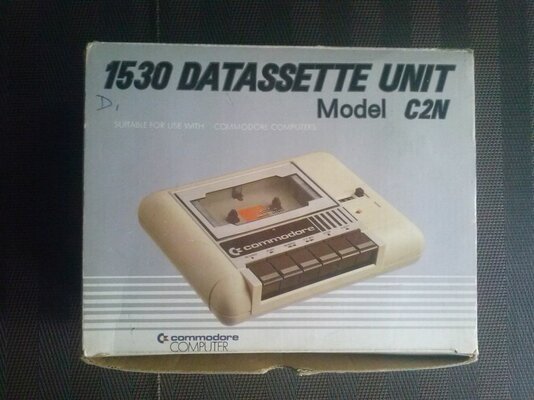 1530 DATASSETTE UNIT
Model C2N
D,
SUITABLE FOR USE WITH COMMODORE COMPUTERS
commodore
commodore
COMPUTER